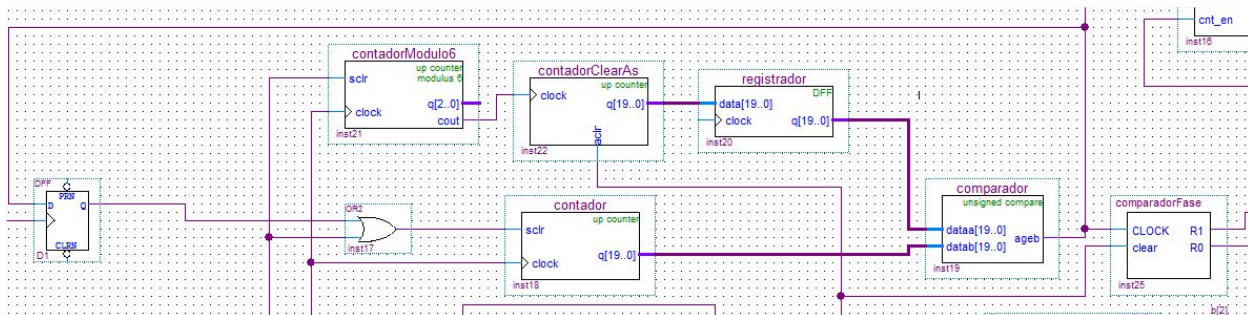 cnt_en
inst16
contadorModulo6
up counter
modulus 6
sclr
clock
q[2..0]
cout
inst21
contadorClearAs
up counter
clock
q[19..0]
aclr
inst22
registrador
DFF
data[19..0]
clock
q[19..0]
inst20
DFF
PRN
D
Q
CLRN
D1
OR2
inst17
contador
up counter
sclr
q[19..0]
clock
inst18
comparador
unsigned compare
dataa[19..0]
datab[19..0]
ageb
inst19
comparadorFase
CLOCK
R1
clear
R0
inst25
b[2]